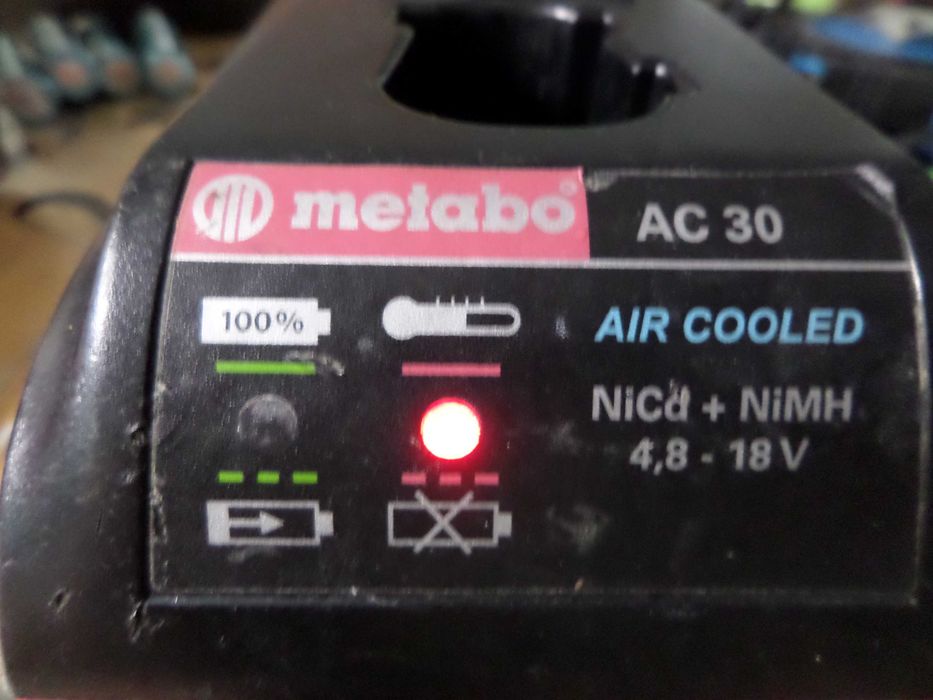 metabo®
AC 30
100%
AIR COOLED
NiCd + NiMH
4,8 - 18 V